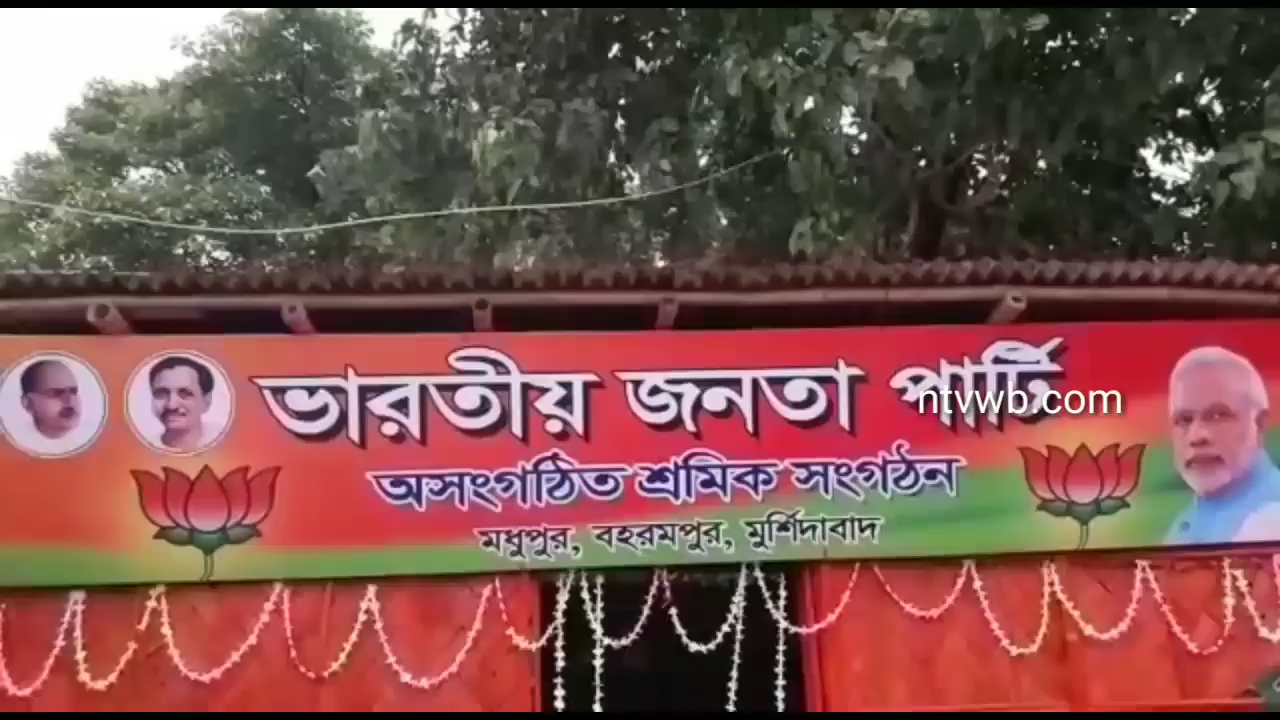 ভারতীয় জনতা পার্টি
ntvwb.com
অসংগঠিত শ্রমিক সংগঠন
মধুপুর, বহরমপুর, মুর্শিদাবাদ